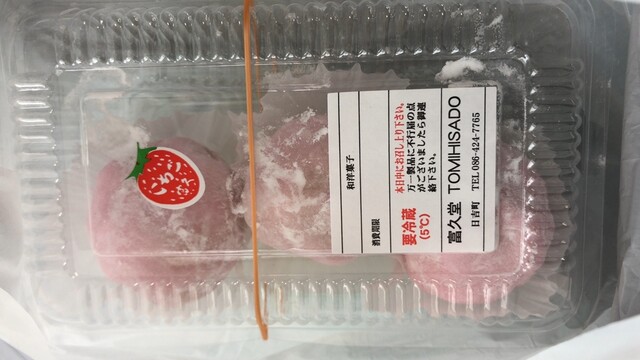 いちご
和洋菓子
消費期限
本日中にお召し上り下さい。
万一製品に不行届の点
がございましたら御連
絡下さい。
要冷蔵
(5℃)
富久堂 TOMIHISADO
日吉町 TEL 086-424-7765